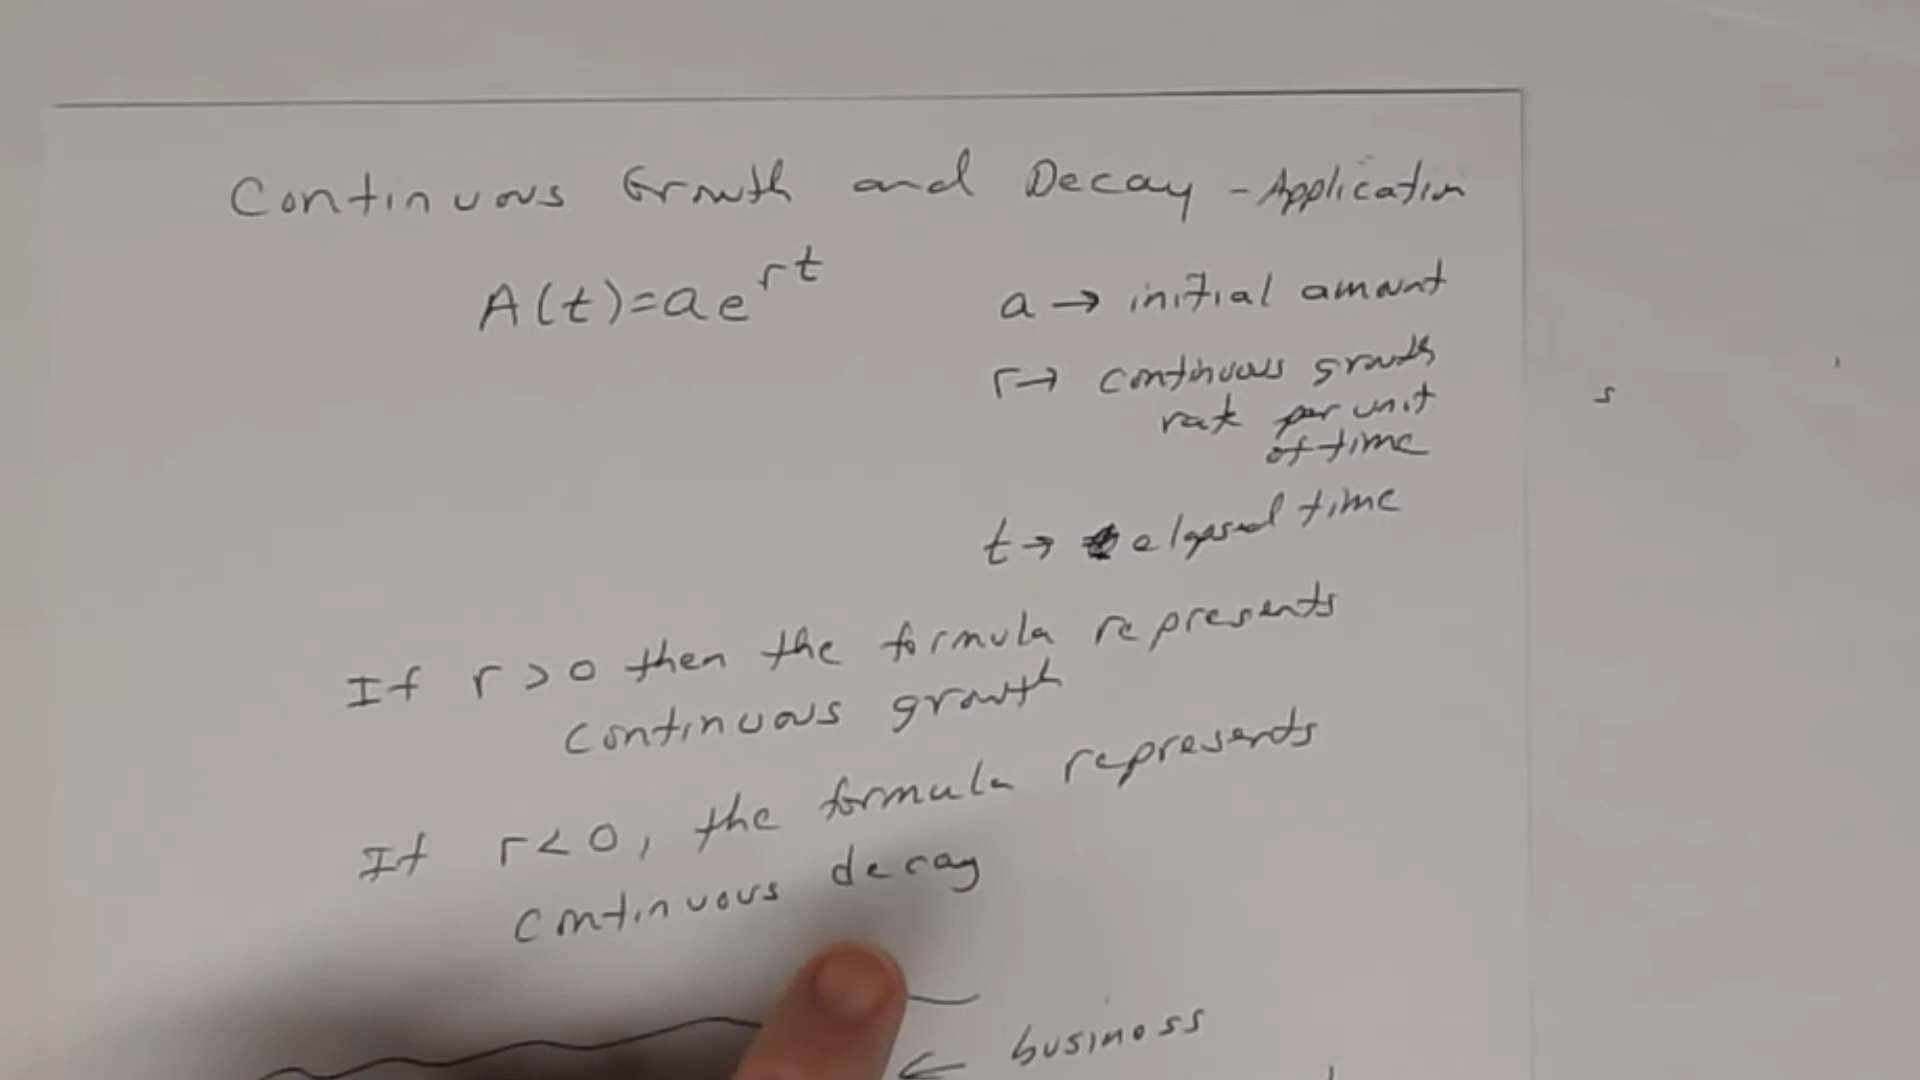 Continuous Growth and Decay - Application
A(t)=ae^rt
a → initial amount
r→ continuous growth
rate per unit
of time
t→ elapsed time
If r>0 then the formula represents
continuous growth
If r<0, the formula represents
continuous decay
← business
s